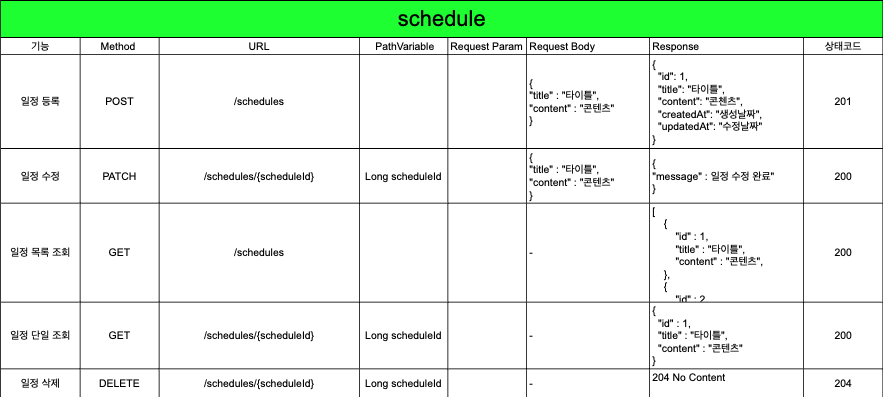 schedule
기능 Method URL PathVariable Request Param Request Body Response 상태코드
일정 등록 POST /schedules
{
"title" : "타이틀",
"content" : "콘텐츠"
}
{
"id": 1,
"title": "타이틀",
"content": "콘첸츠",
"createdAt": "생성날짜",
"updatedAt": "수정날짜"
}
201
일정 수정 PATCH /schedules/{scheduleId} Long scheduleId
{
"title" : "타이틀",
"content" : "콘텐츠"
}
{
"message" : 일정 수정 완료"
}
200
일정 목록 조회 GET /schedules -
[
{
"id" : 1,
"title" : "타이틀",
"content" : "콘텐츠",
},
{
"id" : 2
200
일정 단일 조회 GET /schedules/{scheduleId} Long scheduleId -
{
"id" : 1,
"title" : "타이틀",
"content" : "콘텐츠"
}
200
일정 삭제 DELETE /schedules/{scheduleId} Long scheduleId -
204 No Content
204